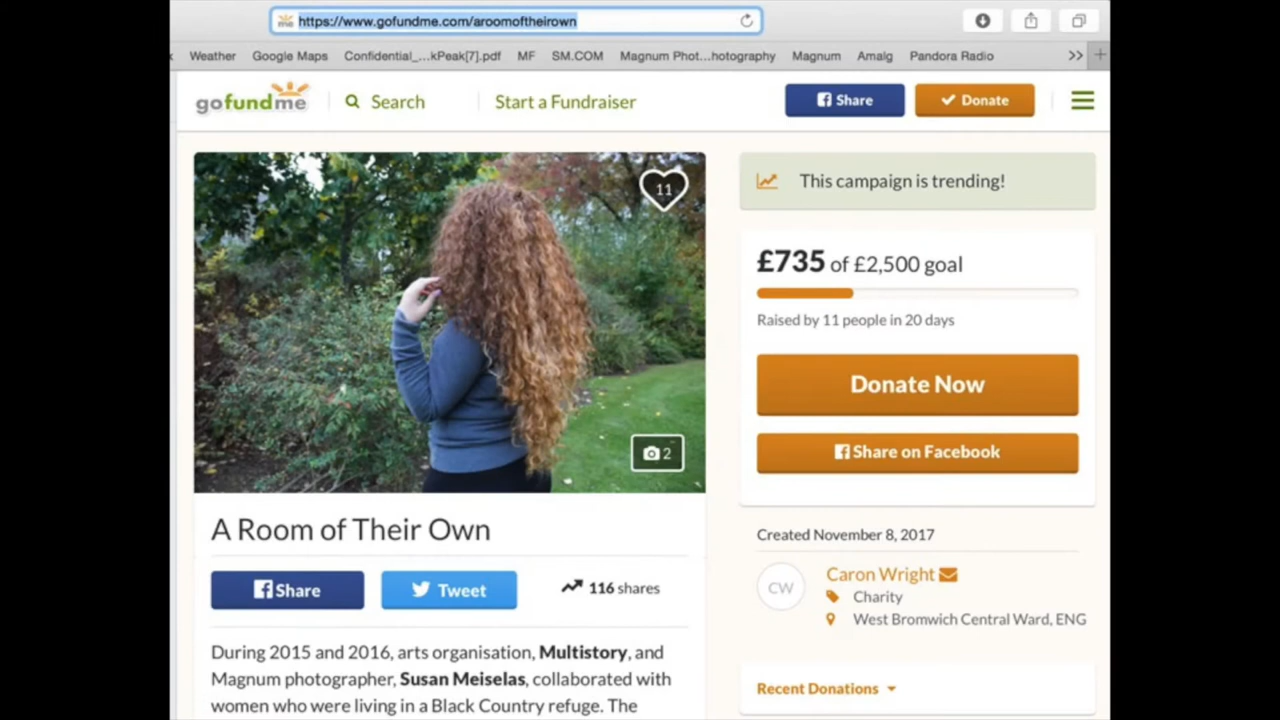 https://www.gofundme.com/aroomoftheirown
Weather Google Maps Confidential_...kPeak[7].pdf MF SM.COM Magnum Phot...hotography Magnum Amalg Pandora Radio
gofundme Search Start a Fundraiser Share Donate
11
2
A Room of Their Own
Share Tweet 116 shares
During 2015 and 2016, arts organisation, Multistory, and
Magnum photographer, Susan Meiselas, collaborated with
women who were living in a Black Country refuge. The
This campaign is trending!
£735 of £2,500 goal
Raised by 11 people in 20 days
Donate Now
Share on Facebook
Created November 8, 2017
CW
Caron Wright
Charity
West Bromwich Central Ward, ENG
Recent Donations